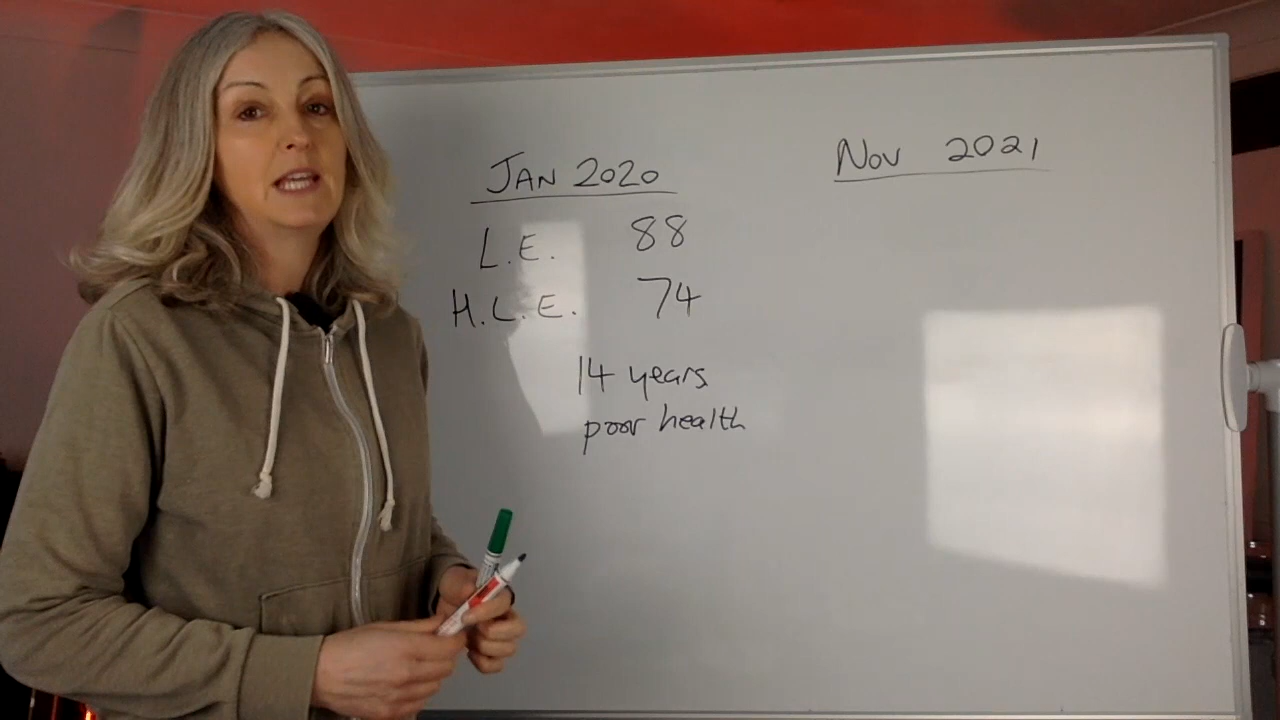 JAN 2020
L.E. 88
H.L.E. 74
14 years
poor health
Nov 2021